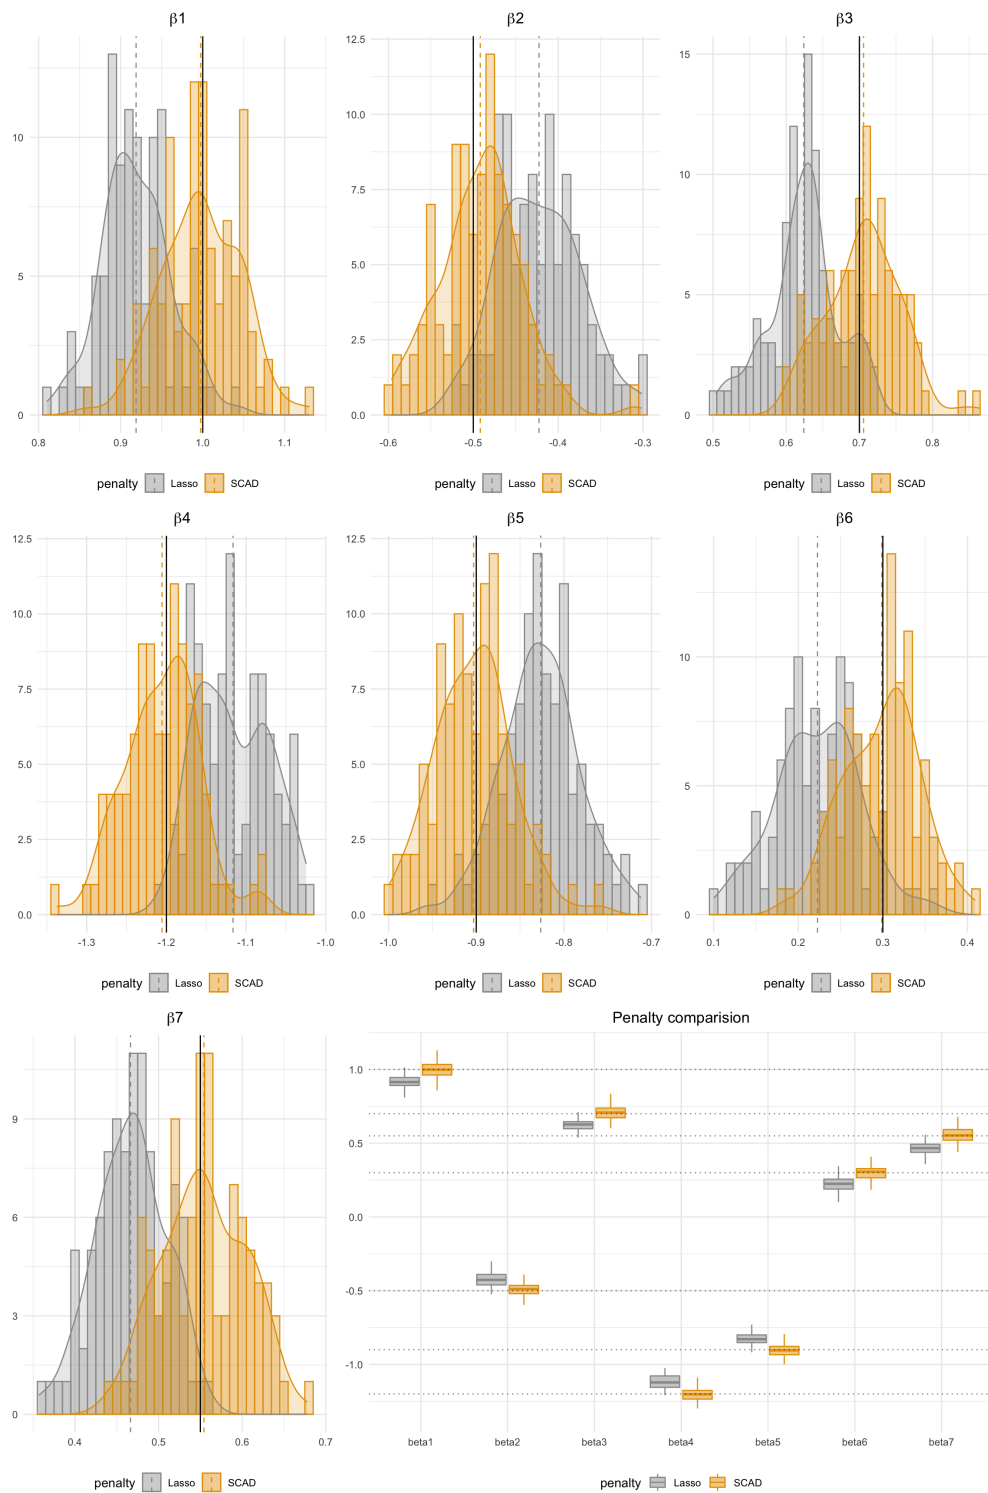 β1
10
5
0
0.8 0.9 1.0 1.1
penalty Lasso SCAD
β2
12.5
10.0
7.5
5.0
2.5
0.0
-0.6 -0.5 -0.4 -0.3
penalty Lasso SCAD
β3
15
10
5
0
0.5 0.6 0.7 0.8
penalty Lasso SCAD
β4
12.5
10.0
7.5
5.0
2.5
0.0
-1.3 -1.2 -1.1 -1.0
penalty Lasso SCAD
β5
12.5
10.0
7.5
5.0
2.5
0.0
-1.0 -0.9 -0.8 -0.7
penalty Lasso SCAD
β6
10
5
0
0.1 0.2 0.3 0.4
penalty Lasso SCAD
β7
9
6
3
0
0.4 0.5 0.6 0.7
penalty Lasso SCAD
Penalty comparision
1.0
0.5
0.0
-0.5
-1.0
beta1 beta2 beta3 beta4 beta5 beta6 beta7
penalty Lasso SCAD